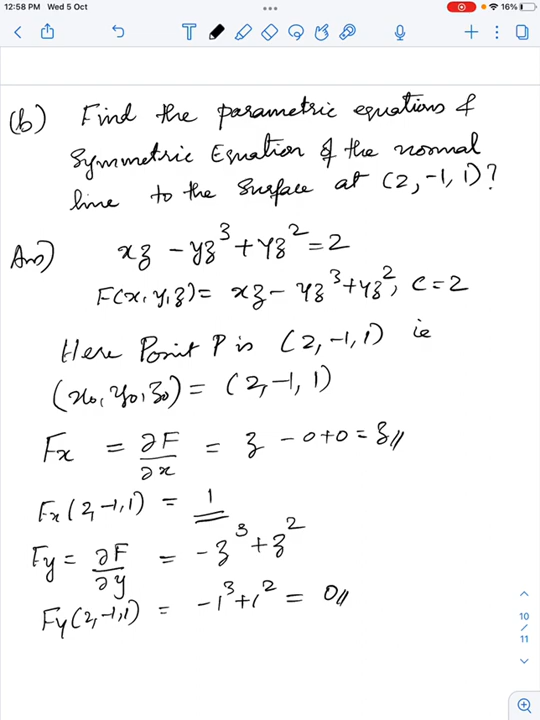 12:58 PM Wed 5 Oct
16%
(b) Find the parametric equations &
Symmetric Equation of the normal
line to the surface at (2, -1, 1)?
Ans) xz - yz³ + yz² = 2
F(x, y, z) = xz - yz³ + yz², C = 2
Here Point P is (2, -1, 1) ie
(x₀, y₀, z₀) = (2, -1, 1)
Fx = ∂F/∂x = z - 0 + 0 = z//
Fx(2, -1, 1) = 1
Fy = ∂F/∂y = -z³ + z²
Fy(2, -1, 1) = -1³ + 1² = 0//
10
/
11